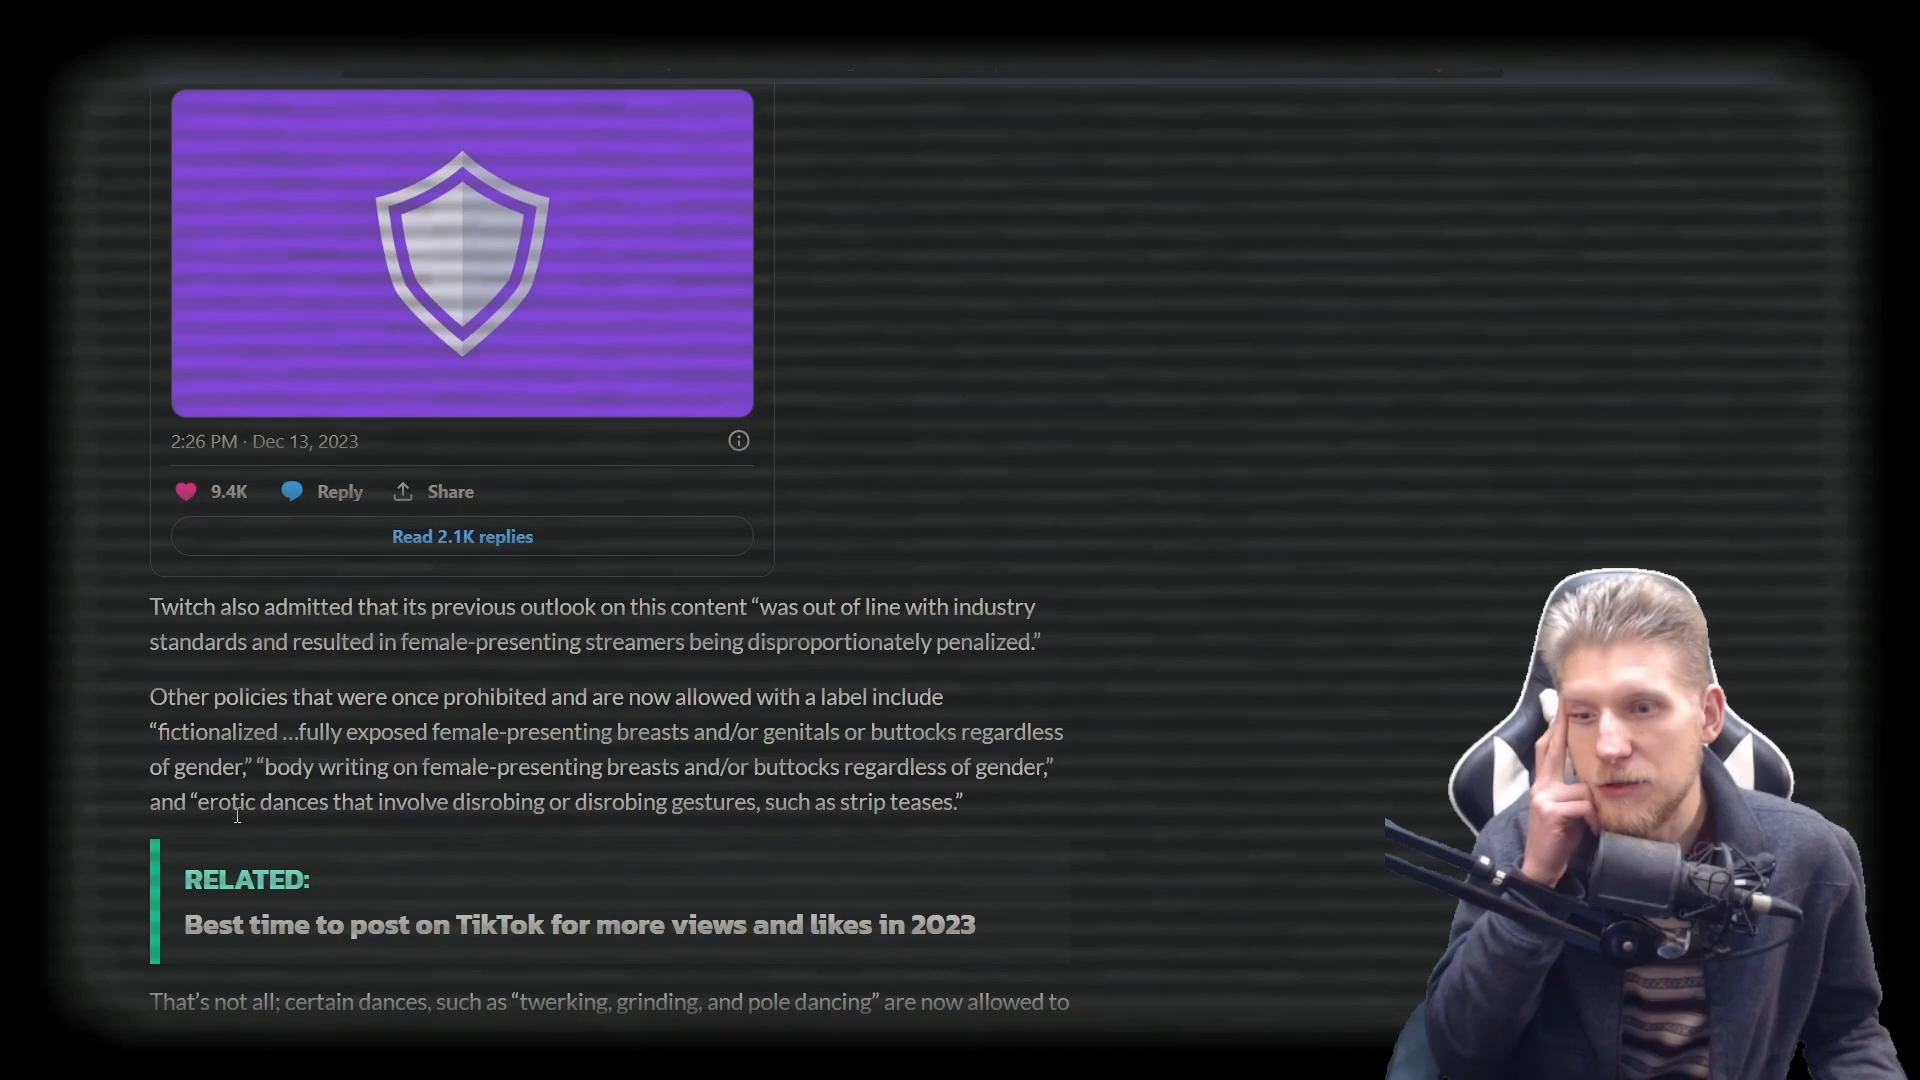 2:26 PM · Dec 13, 2023
9.4K Reply Share
Read 2.1K replies
Twitch also admitted that its previous outlook on this content “was out of line with industry
standards and resulted in female-presenting streamers being disproportionately penalized.”
Other policies that were once prohibited and are now allowed with a label include
“fictionalized …fully exposed female-presenting breasts and/or genitals or buttocks regardless
of gender,” “body writing on female-presenting breasts and/or buttocks regardless of gender,”
and “erotic dances that involve disrobing or disrobing gestures, such as strip teases.”
RELATED:
Best time to post on TikTok for more views and likes in 2023
That’s not all; certain dances, such as “twerking, grinding, and pole dancing” are now allowed to